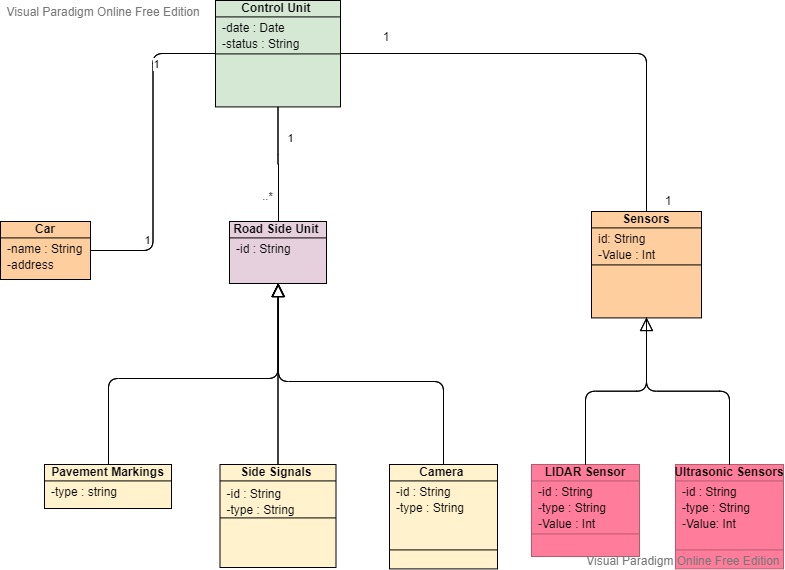 Visual Paradigm Online Free Edition
Control Unit
-date : Date
-status : String
1
1
1
..*
1
1
Car
-name : String
-address
Road Side Unit
-id : String
Sensors
id: String
-Value : Int
Pavement Markings
-type : string
Side Signals
-id : String
-type : String
Camera
-id : String
-type : String
LIDAR Sensor
-id : String
-type : String
-Value : Int
Ultrasonic Sensors
-id : String
-type : String
-Value: Int
Visual Paradigm Online Free Edition